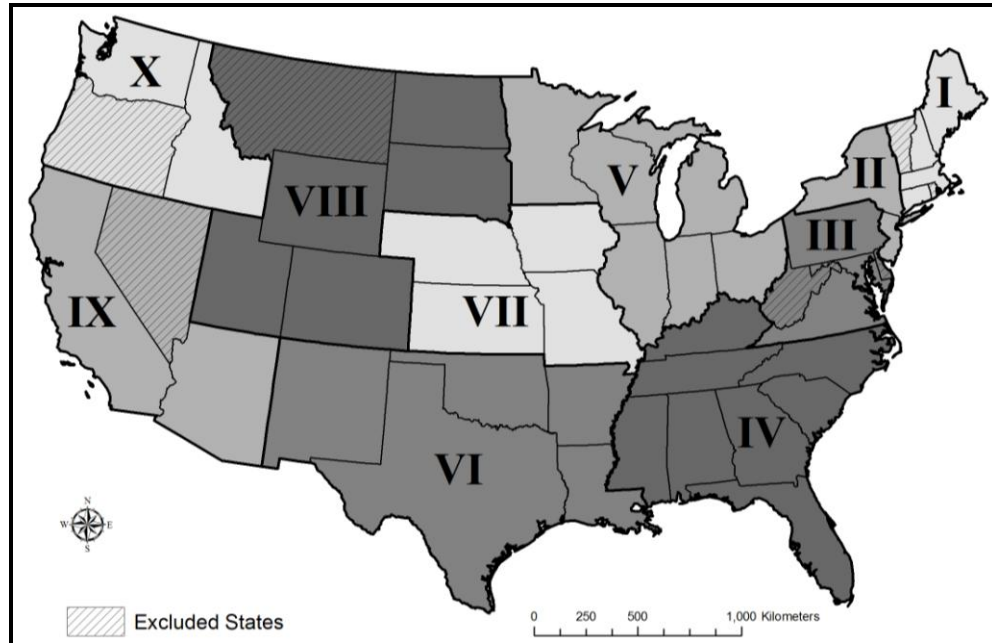 X
I
VIII
V
II
III
IX
VII
IV
VI
N
W E
S
0 250 500 1,000 Kilometers
Excluded States